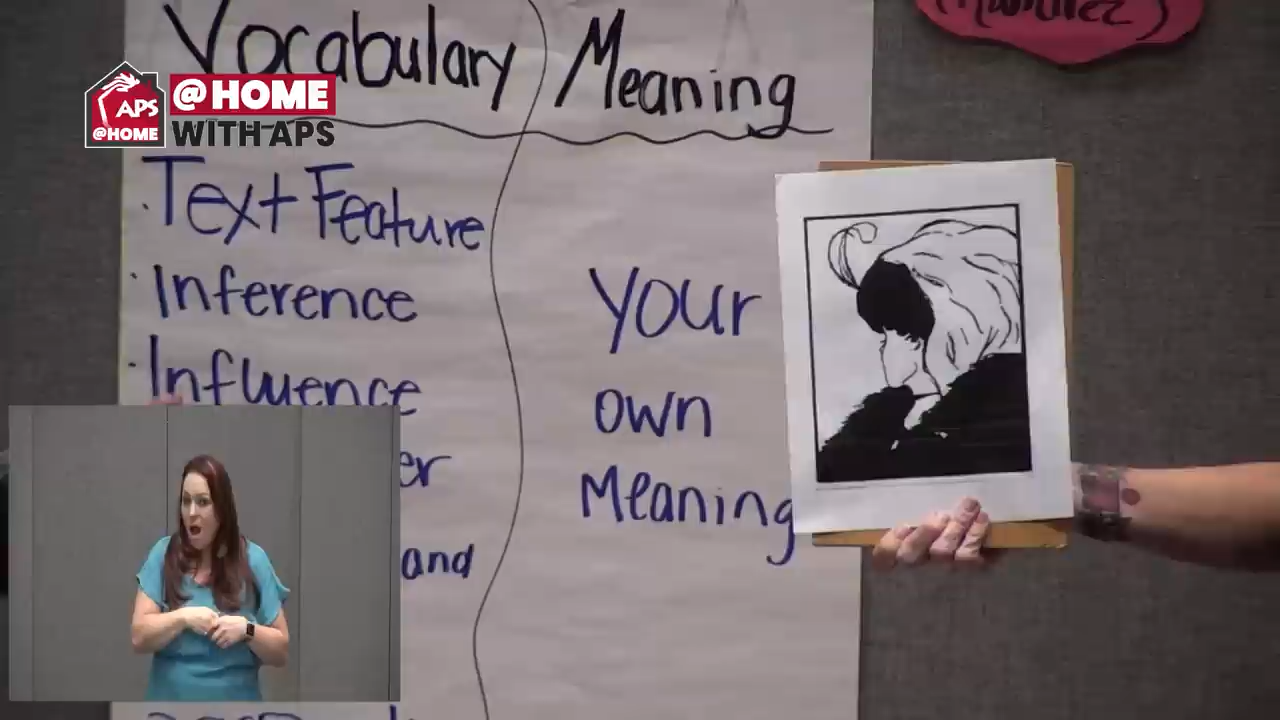 Vocabulary Meaning
APS
@HOME
@HOME
WITH APS
Text Feature
Inference
Influence
er
and
Your
own
Meaning